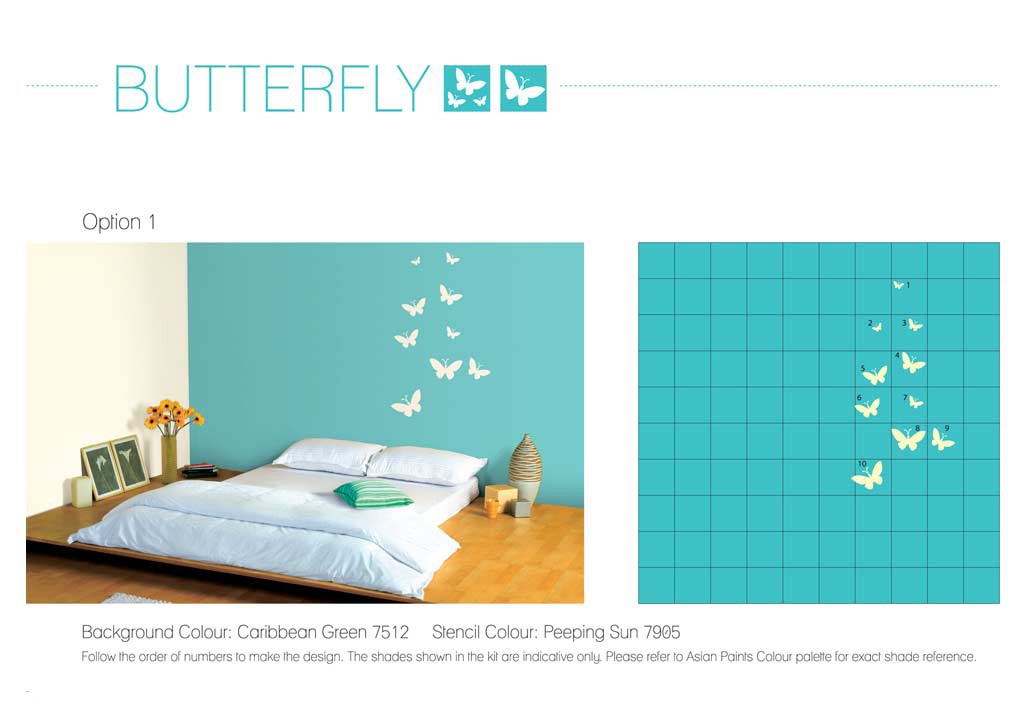 BUTTERFLY
Option 1
1
2 3
4
5
6 7
8 9
10
Background Colour: Caribbean Green 7512 Stencil Colour: Peeping Sun 7905
Follow the order of numbers to make the design. The shades shown in the kit are indicative only. Please refer to Asian Paints Colour palette for exact shade reference.